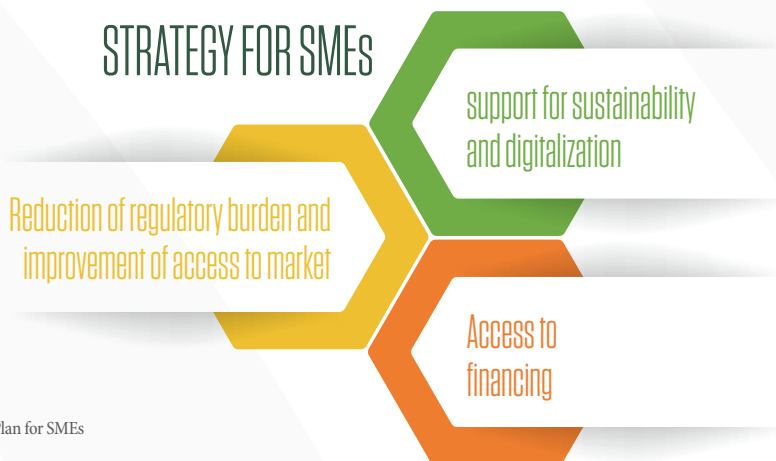 STRATEGY FOR SMEs
support for sustainability
and digitalization
Reduction of regulatory burden and
improvement of access to market
Access to
financing
Plan for SMEs